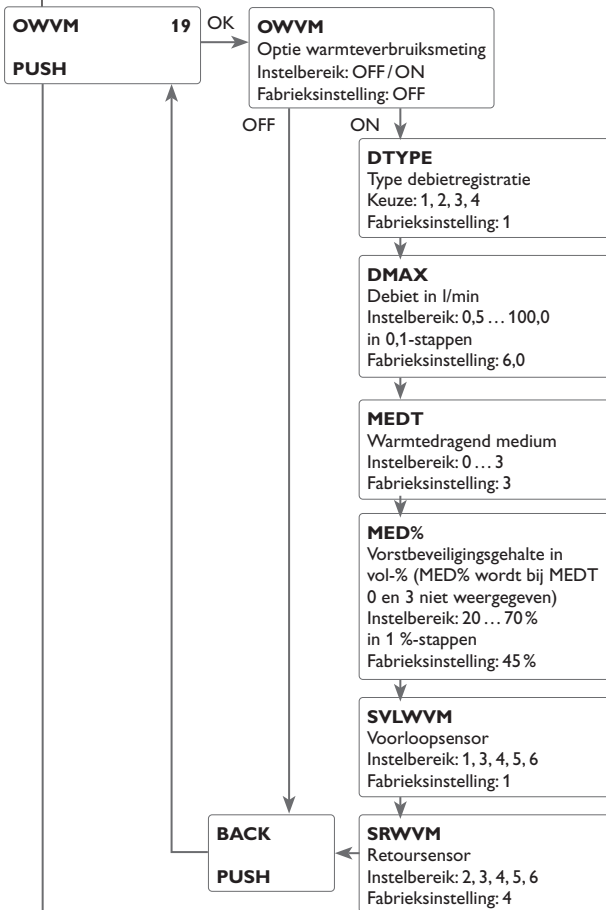 OWVM 19
PUSH
OK
OWVM
Optie warmteverbruiksmeting
Instelbereik: OFF/ON
Fabrieksinstelling: OFF
OFF
ON
DTYPE
Type debietregistratie
Keuze: 1, 2, 3, 4
Fabrieksinstelling: 1
DMAX
Debiet in l/min
Instelbereik: 0,5 ... 100,0
in 0,1-stappen
Fabrieksinstelling: 6,0
MEDT
Warmtedragend medium
Instelbereik: 0 ... 3
Fabrieksinstelling: 3
MED%
Vorstbeveiligingsgehalte in
vol-% (MED% wordt bij MEDT
0 en 3 niet weergegeven)
Instelbereik: 20 ... 70 %
in 1 %-stappen
Fabrieksinstelling: 45 %
SVLWVM
Voorloopsensor
Instelbereik: 1, 3, 4, 5, 6
Fabrieksinstelling: 1
BACK
PUSH
SRWVM
Retoursensor
Instelbereik: 2, 3, 4, 5, 6
Fabrieksinstelling: 4